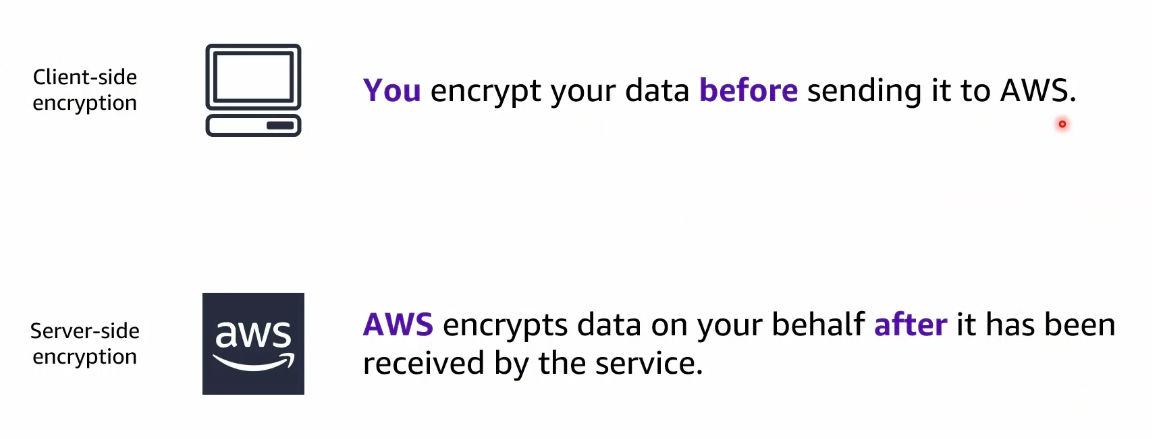 Client-side
encryption
You encrypt your data before sending it to AWS.
Server-side
encryption
aws
AWS encrypts data on your behalf after it has been
received by the service.